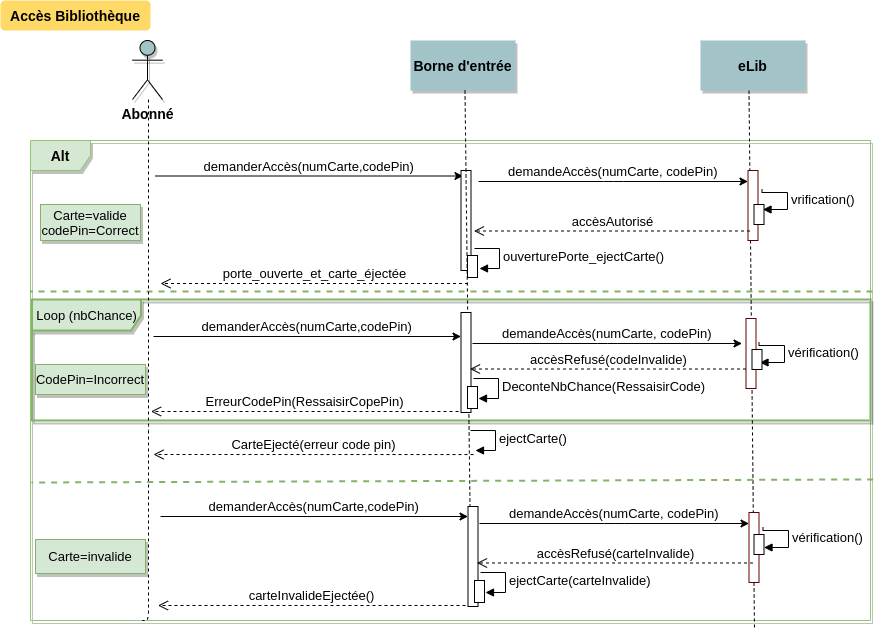 Accès Bibliothèque
Abonné
Borne d'entrée
eLib
Alt
demanderAccès(numCarte,codePin)
demandeAccès(numCarte, codePin)
vrification()
Carte=valide
codePin=Correct
accèsAutorisé
ouverturePorte_ejectCarte()
porte_ouverte_et_carte_éjectée
Loop (nbChance)
demanderAccès(numCarte,codePin)
demandeAccès(numCarte, codePin)
vérification()
accèsRefusé(codeInvalide)
CodePin=Incorrect
DeconteNbChance(RessaisirCode)
ErreurCodePin(RessaisirCopePin)
ejectCarte()
CarteEjecté(erreur code pin)
demanderAccès(numCarte,codePin)
demandeAccès(numCarte, codePin)
vérification()
Carte=invalide
accèsRefusé(carteInvalide)
ejectCarte(carteInvalide)
carteInvalideEjectée()